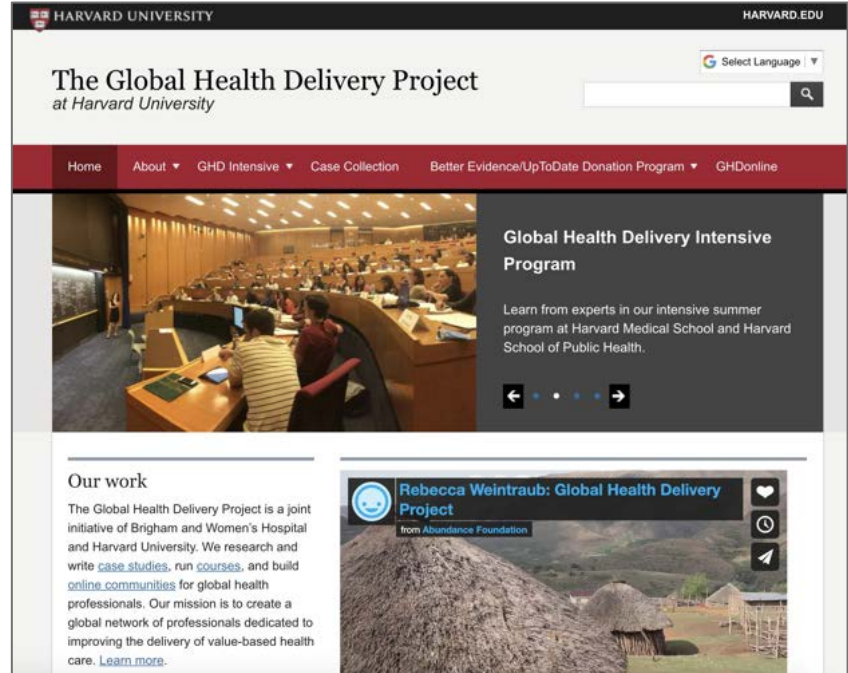 HARVARD UNIVERSITY
HARVARD.EDU
Select Language
The Global Health Delivery Project
at Harvard University
Home About GHD Intensive Case Collection Better Evidence/UpToDate Donation Program GHDonline
Global Health Delivery Intensive
Program
Learn from experts in our intensive summer
program at Harvard Medical School and Harvard
School of Public Health.
Our work
The Global Health Delivery Project is a joint
initiative of Brigham and Women's Hospital
and Harvard University. We research and
write case studies, run courses, and build
online communities for global health
professionals. Our mission is to create a
global network of professionals dedicated to
improving the delivery of value-based health
care. Learn more.
Rebecca Weintraub: Global Health Delivery
Project
from Abundance Foundation